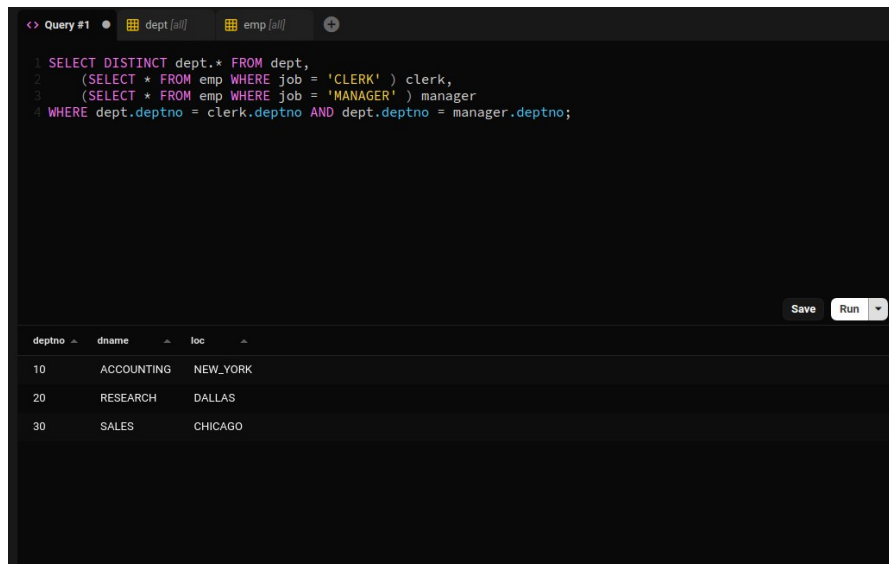 <> Query #1 dept [all] emp [all]
1 SELECT DISTINCT dept.* FROM dept,
2 (SELECT * FROM emp WHERE job = 'CLERK' ) clerk,
3 (SELECT * FROM emp WHERE job = 'MANAGER' ) manager
4 WHERE dept.deptno = clerk.deptno AND dept.deptno = manager.deptno;
Save Run
deptno dname loc
10 ACCOUNTING NEW_YORK
20 RESEARCH DALLAS
30 SALES CHICAGO